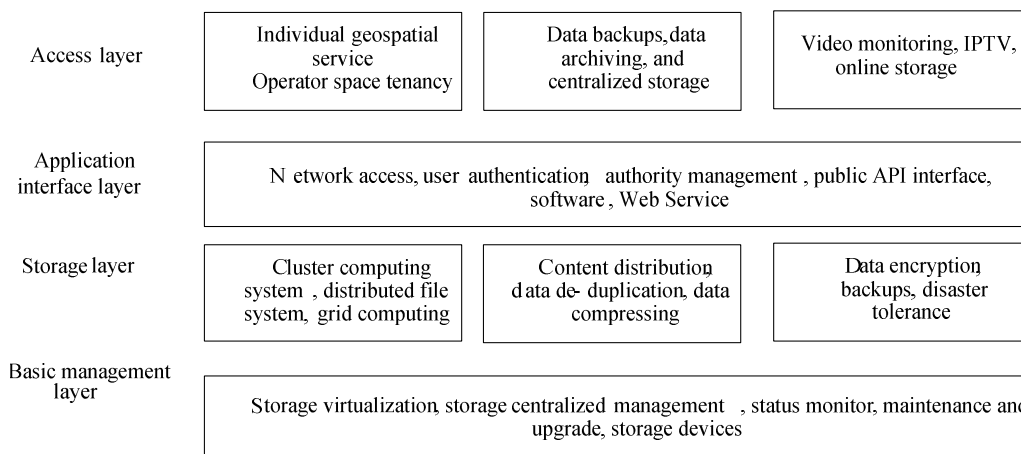 Access layer
Individual geospatial
service
Operator space tenancy
Data backups, data
archiving, and
centralized storage
Video monitoring, IPTV,
online storage
Application
interface layer
Network access, user authentication, authority management, public API interface,
software, Web Service
Storage layer
Cluster computing
system, distributed file
system, grid computing
Content distribution,
data de-duplication, data
compressing
Data encryption,
backups, disaster
tolerance
Basic management
layer
Storage virtualization, storage centralized management, status monitor, maintenance and
upgrade, storage devices